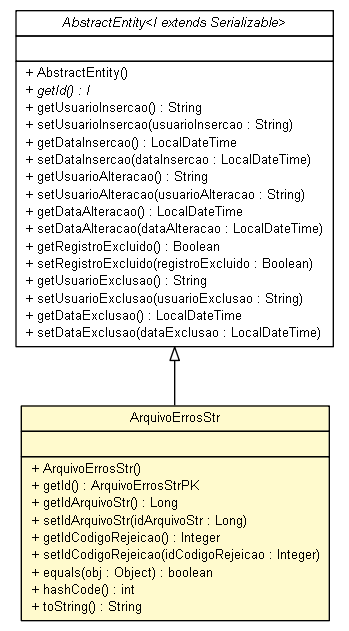 AbstractEntity<I extends Serializable>
+ AbstractEntity()
+ getId() : I
+ getUsuarioInsercao() : String
+ setUsuarioInsercao(usuarioInsercao : String)
+ getDataInsercao() : LocalDateTime
+ setDataInsercao(dataInsercao : LocalDateTime)
+ getUsuarioAlteracao() : String
+ setUsuarioAlteracao(usuarioAlteracao : String)
+ getDataAlteracao() : LocalDateTime
+ setDataAlteracao(dataAlteracao : LocalDateTime)
+ getRegistroExcluido() : Boolean
+ setRegistroExcluido(registroExcluido : Boolean)
+ getUsuarioExclusao() : String
+ setUsuarioExclusao(usuarioExclusao : String)
+ getDataExclusao() : LocalDateTime
+ setDataExclusao(dataExclusao : LocalDateTime)
ArquivoErrosStr
+ ArquivoErrosStr()
+ getId() : ArquivoErrosStrPK
+ getIdArquivoStr() : Long
+ setIdArquivoStr(idArquivoStr : Long)
+ getIdCodigoRejeicao() : Integer
+ setIdCodigoRejeicao(idCodigoRejeicao : Integer)
+ equals(obj : Object) : boolean
+ hashCode() : int
+ toString() : String